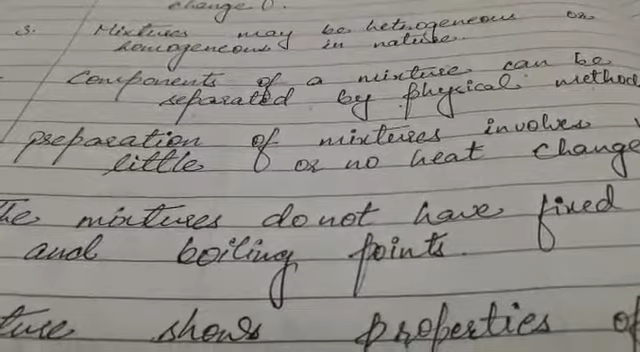 change ().
3. Mixtures may be hetrogeneous or
homogeneous in nature.
Components of a mixture can be
separated by physical method
preparation of mixtures involves
little or no heat change
The mixtures do not have fixed
and boiling points.
ture shows properties of